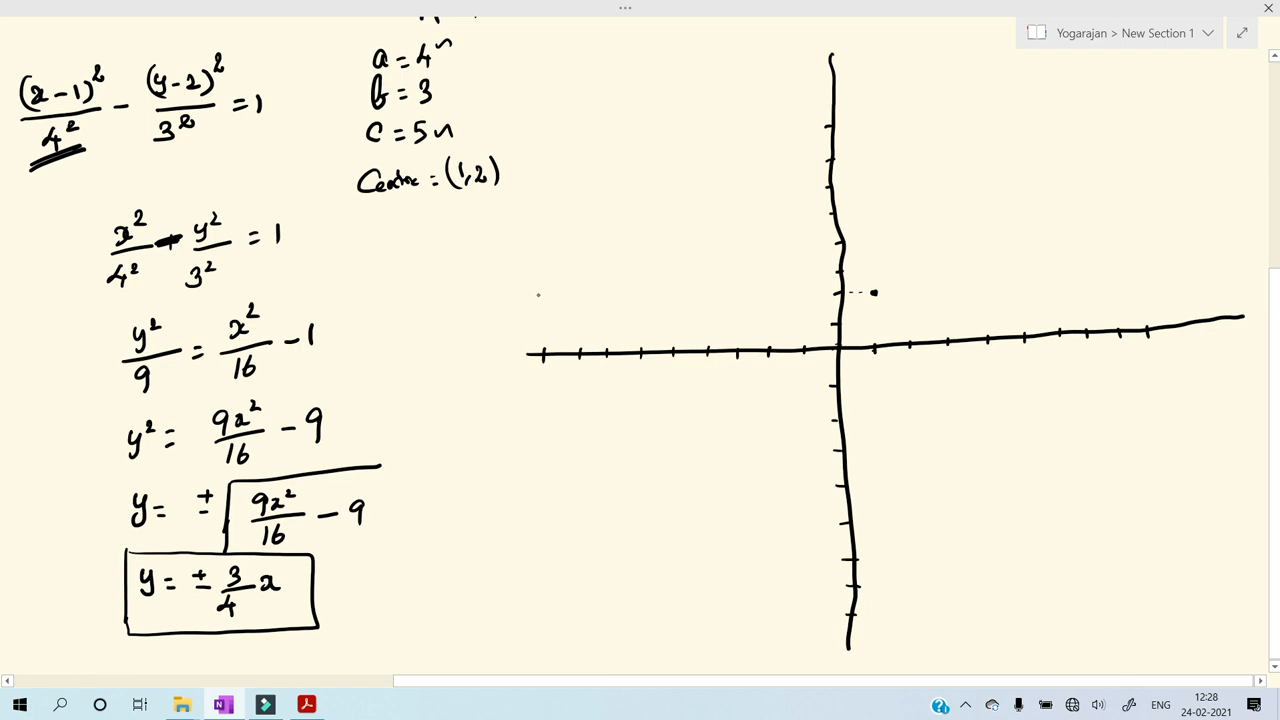 Yogarajan > New Section 1
(x-1)²/4² - (y-2)²/3² = 1
a = 4
b = 3
c = 5
Centre = (1,2)
x²/4² - y²/3² = 1
y²/9 = x²/16 - 1
y² = 9x²/16 - 9
y = ± √(9x²/16 - 9)
y = ± 3/4 x
ENG
12:28
24-02-2021